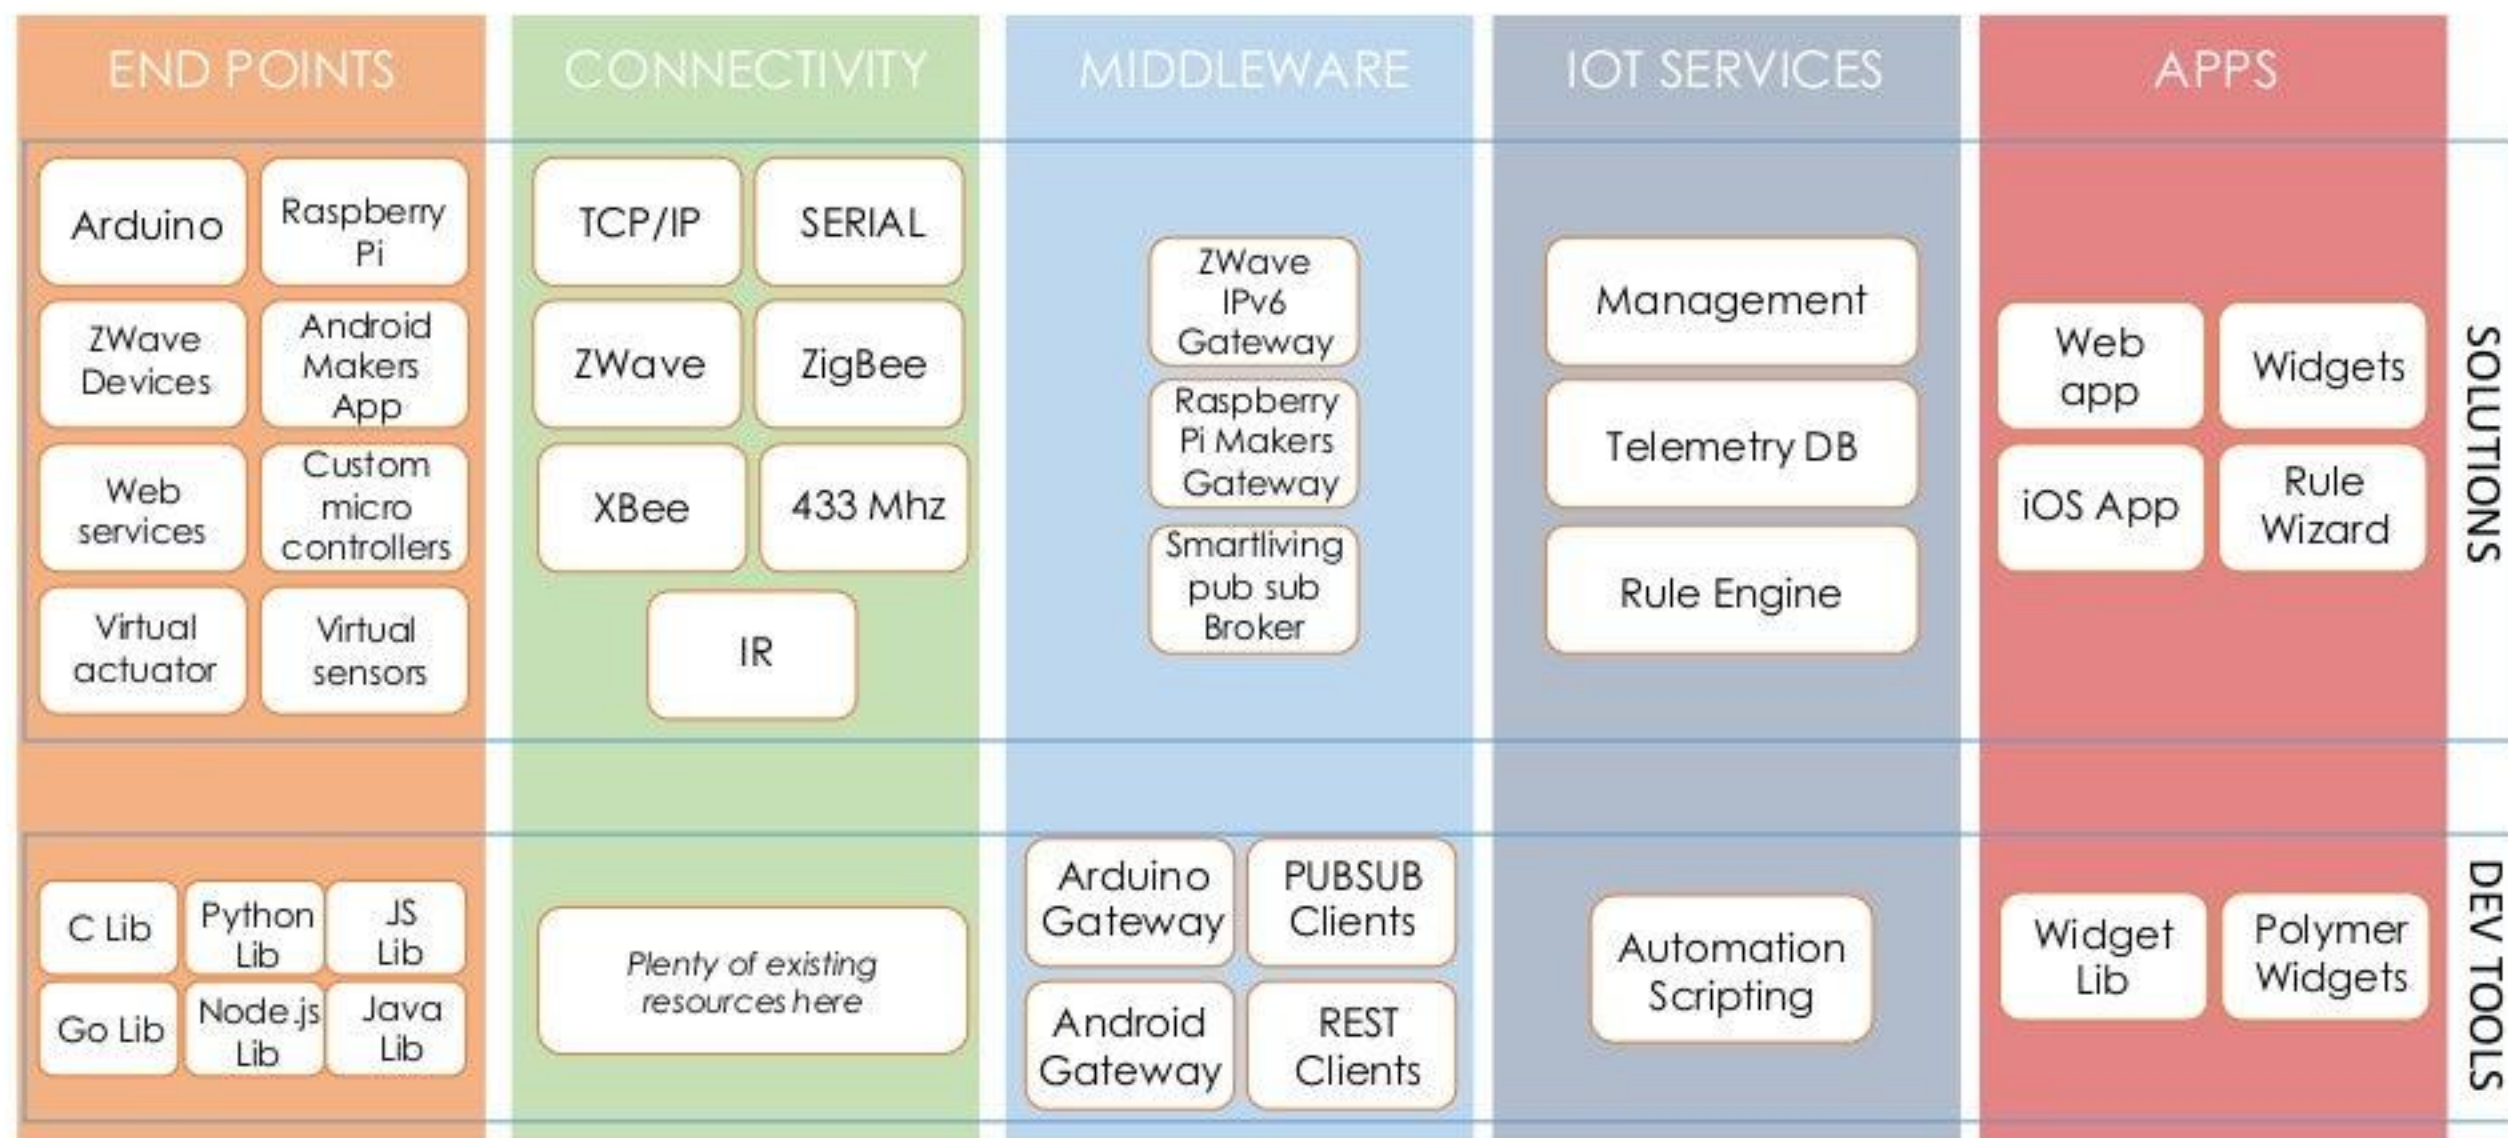 END POINTS
CONNECTIVITY
MIDDLEWARE
IOT SERVICES
APPS
Arduino
Raspberry
Pi
ZWave
Devices
Android
Makers
App
Web
services
Custom
micro
controllers
Virtual
actuator
Virtual
sensors
TCP/IP
SERIAL
ZWave
ZigBee
XBee
433 Mhz
IR
ZWave
IPv6
Gateway
Raspberry
Pi Makers
Gateway
Smartliving
pub sub
Broker
Management
Telemetry DB
Rule Engine
Web
app
Widgets
iOS App
Rule
Wizard
SOLUTIONS
C Lib
Python
Lib
JS
Lib
Go Lib
Node.js
Lib
Java
Lib
Plenty of existing
resources here
Arduino
Gateway
PUBSUB
Clients
Android
Gateway
REST
Clients
Automation
Scripting
Widget
Lib
Polymer
Widgets
DEV TOOLS